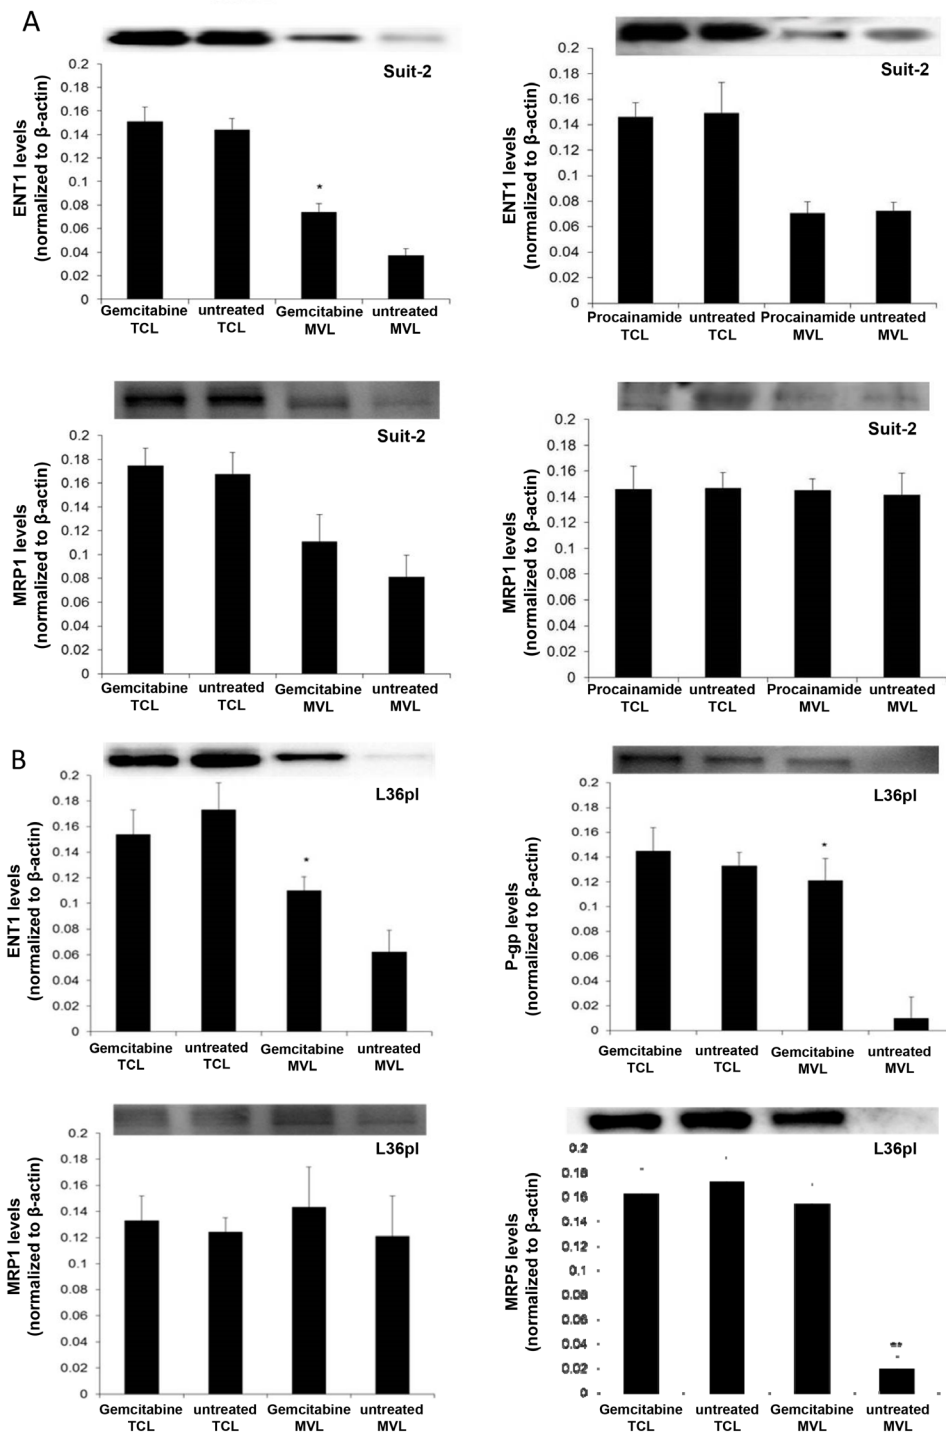 A
Suit-2
ENT1 levels
(normalized to β-actin)
0.2
0.18
0.16
0.14
0.12
0.1
0.08
0.06
0.04
0.02
0
*
Gemcitabine TCL
untreated TCL
Gemcitabine MVL
untreated MVL
Suit-2
ENT1 levels
(normalized to β-actin)
0.2
0.18
0.16
0.14
0.12
0.1
0.08
0.06
0.04
0.02
0
Procainamide TCL
untreated TCL
Procainamide MVL
untreated MVL
Suit-2
MRP1 levels
(normalized to β-actin)
0.2
0.18
0.16
0.14
0.12
0.1
0.08
0.06
0.04
0.02
0
Gemcitabine TCL
untreated TCL
Gemcitabine MVL
untreated MVL
Suit-2
MRP1 levels
(normalized to β-actin)
0.2
0.18
0.16
0.14
0.12
0.1
0.08
0.06
0.04
0.02
0
Procainamide TCL
untreated TCL
Procainamide MVL
untreated MVL
B
L36pl
ENT1 levels
(normalized to β-actin)
0.2
0.18
0.16
0.14
0.12
0.1
0.08
0.06
0.04
0.02
0
*
Gemcitabine TCL
untreated TCL
Gemcitabine MVL
untreated MVL
L36pl
P-gp levels
(normalized to β-actin)
0.2
0.18
0.16
0.14
0.12
0.1
0.08
0.06
0.04
0.02
0
*
Gemcitabine TCL
untreated TCL
Gemcitabine MVL
untreated MVL
L36pl
MRP1 levels
(normalized to β-actin)
0.2
0.18
0.16
0.14
0.12
0.1
0.08
0.06
0.04
0.02
0
Gemcitabine TCL
untreated TCL
Gemcitabine MVL
untreated MVL
L36pl
MRP5 levels
(normalized to β-actin)
0.2
0.18
0.16
0.14
0.12
0.1
0.08
0.06
0.04
0.02
0
**
Gemcitabine TCL
untreated TCL
Gemcitabine MVL
untreated MVL